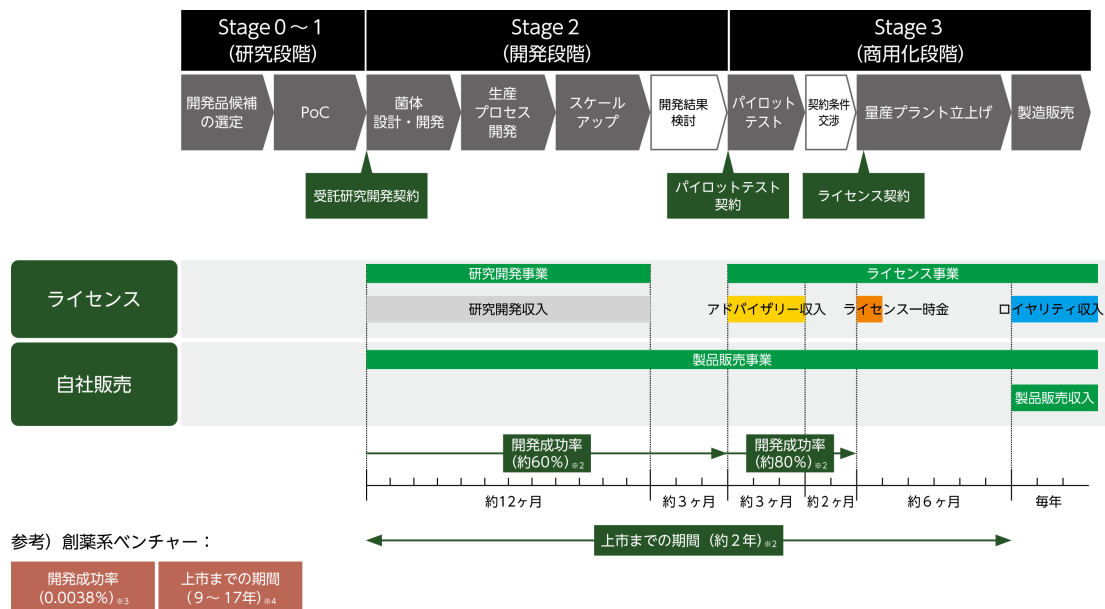 Stage 0～1
(研究段階)
Stage 2
(開発段階)
Stage 3
(商用化段階)
開発品候補
の選定
PoC
菌体
設計・開発
生産
プロセス
開発
スケール
アップ
開発結果
検討
パイロット
テスト
契約条件
交渉
量産プラント立上げ
製造販売
受託研究開発契約
パイロットテスト
契約
ライセンス契約
ライセンス
研究開発事業
ライセンス事業
研究開発収入
アドバイザリー収入
ライセンス一時金
ロイヤリティ収入
自社販売
製品販売事業
製品販売収入
開発成功率
(約60%)※2
開発成功率
(約80%)※2
約12ヶ月
約3ヶ月
約3ヶ月
約2ヶ月
約6ヶ月
毎年
上市までの期間（約２年）※2
参考）創薬系ベンチャー：
開発成功率
(0.0038%)※3
上市までの期間
(９～17年)※4